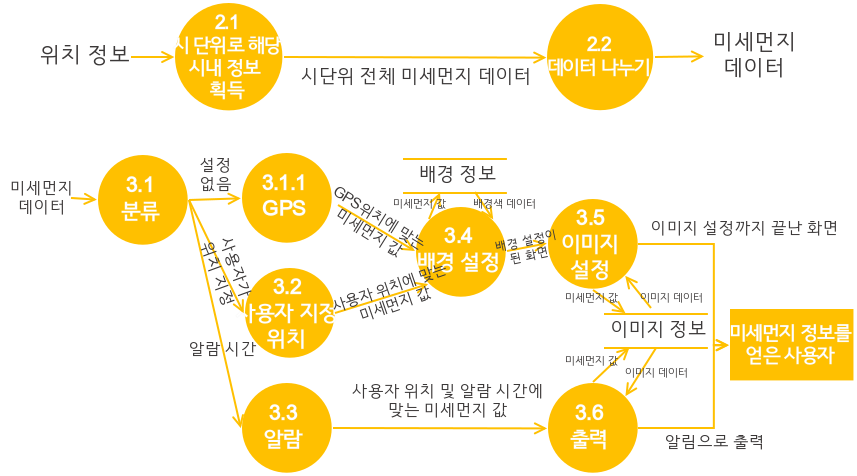 위치 정보
2.1
시 단위로 해당
시내 정보
획득
시단위 전체 미세먼지 데이터
2.2
데이터 나누기
미세먼지
데이터
미세먼지
데이터
3.1
분류
설정
없음
3.1.1
GPS
GPS위치에 맞는
미세먼지 값
배경 정보
미세먼지 값
배경색 데이터
3.4
배경 설정
배경 설정이
된 화면
3.5
이미지
설정
이미지 설정까지 끝난 화면
사용자가
위치 지정
3.2
사용자 지정
위치
사용자 위치에 맞는
미세먼지 값
미세먼지 값
이미지 데이터
이미지 정보
미세먼지 값
이미지 데이터
미세먼지 정보를
얻은 사용자
알람 시간
3.3
알람
사용자 위치 및 알람 시간에
맞는 미세먼지 값
3.6
출력
알림으로 출력